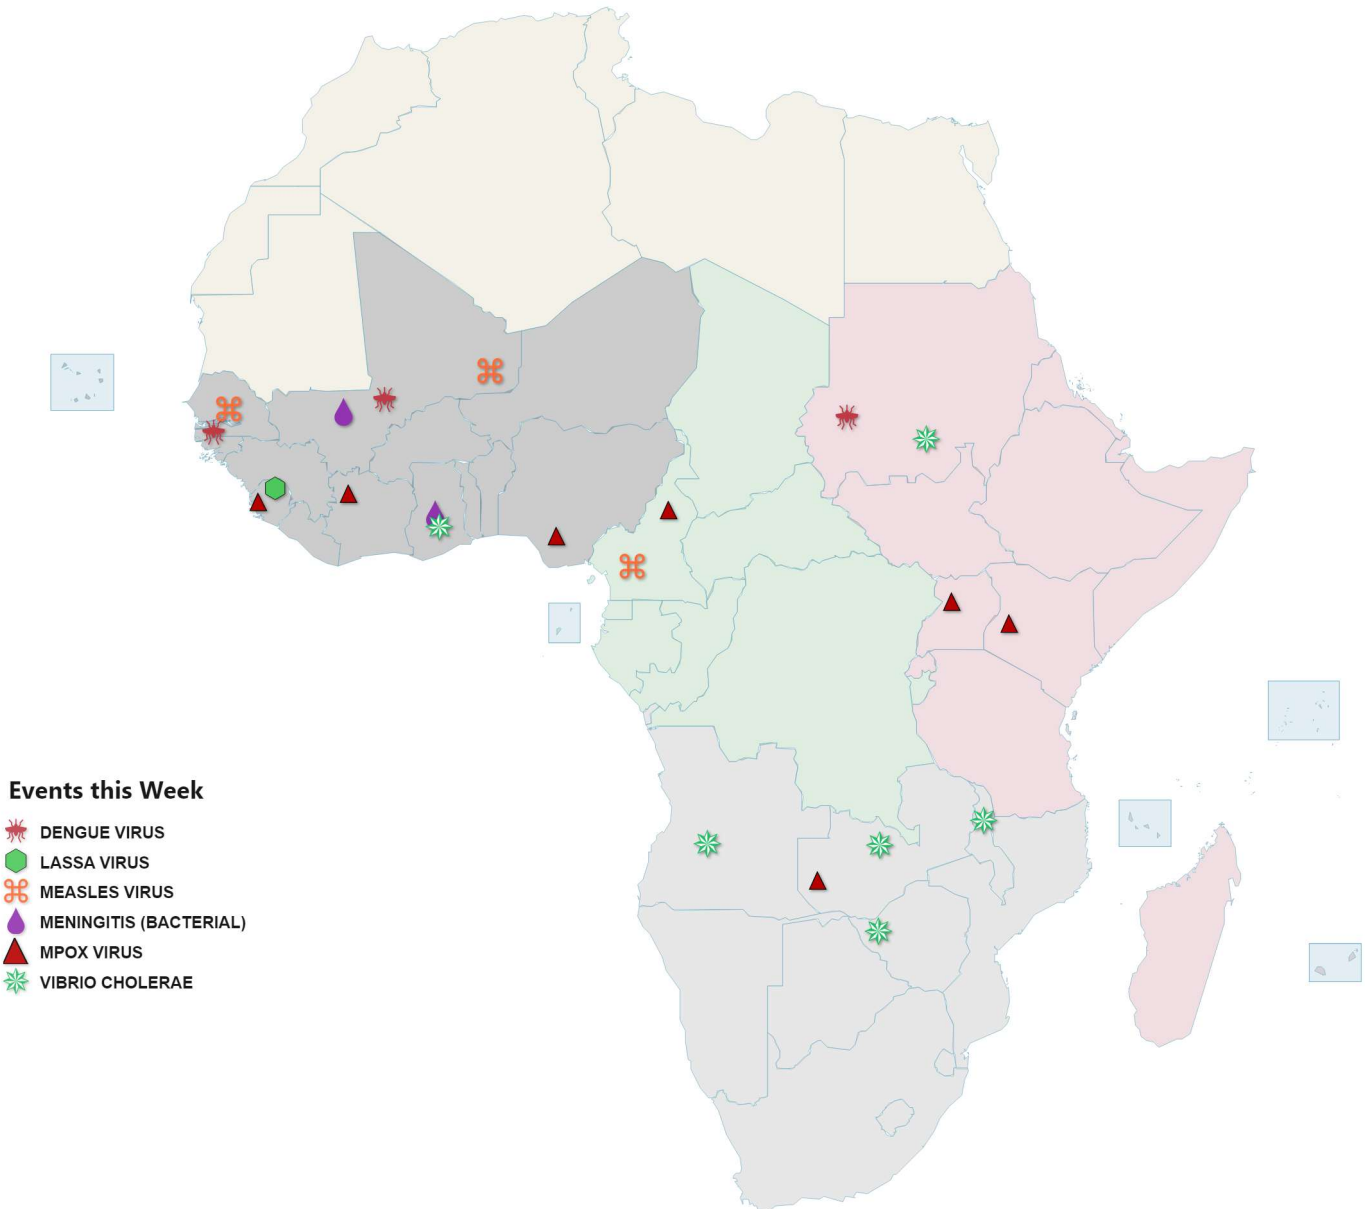 Events this Week
DENGUE VIRUS
LASSA VIRUS
MEASLES VIRUS
MENINGITIS (BACTERIAL)
MPOX VIRUS
VIBRIO CHOLERAE